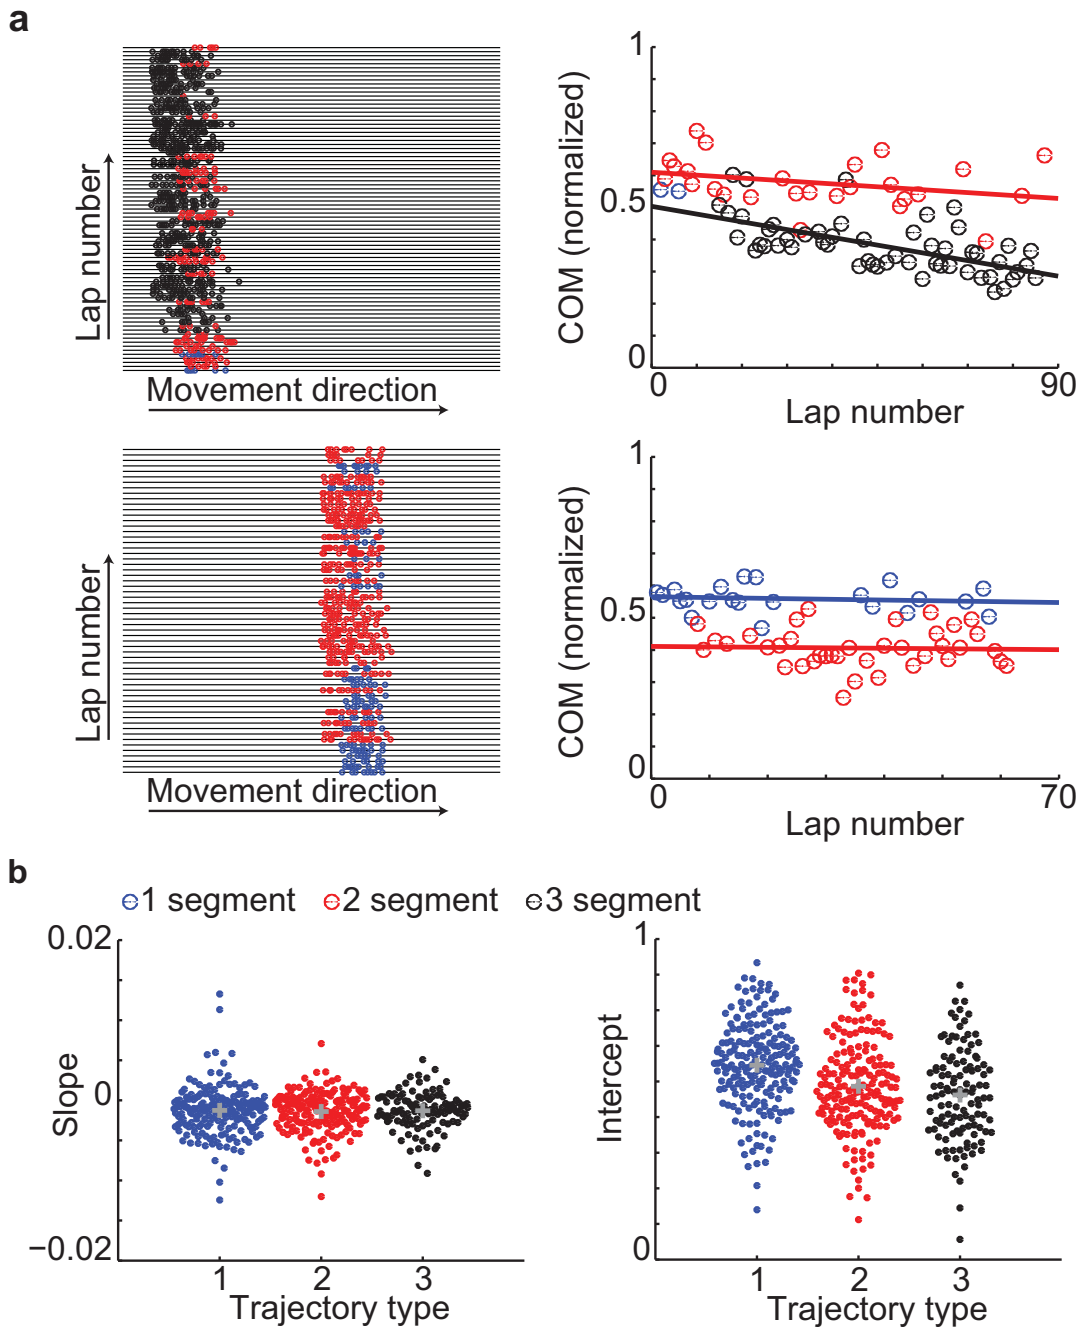 a
Lap number
Movement direction
COM (normalized)
1
0.5
0
0
90
Lap number
Lap number
Movement direction
COM (normalized)
1
0.5
0
0
70
Lap number
b
1 segment 2 segment 3 segment
Slope
0.02
0
−0.02
1 2 3
Trajectory type
Intercept
1
0
1 2 3
Trajectory type